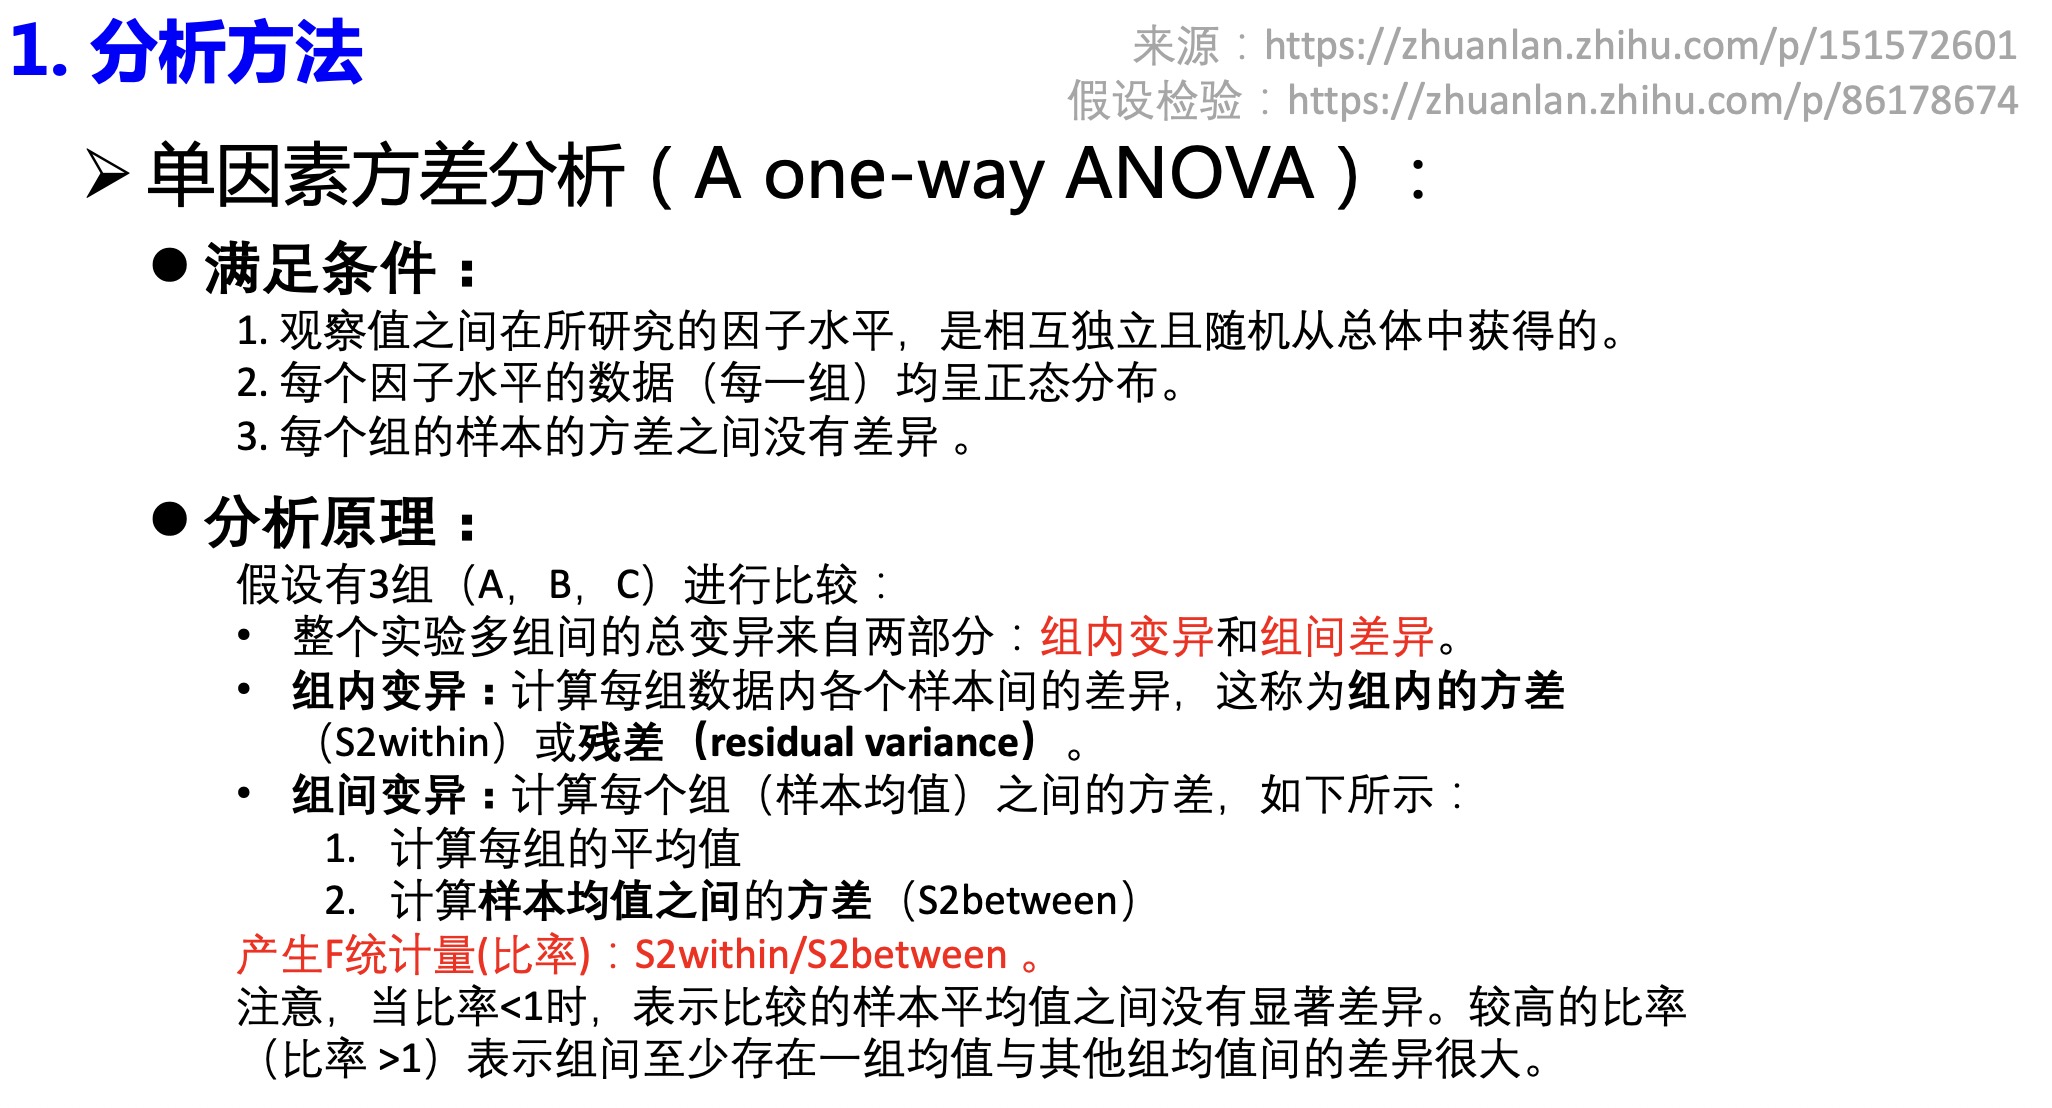 1. 分析方法
来源：https://zhuanlan.zhihu.com/p/151572601
假设检验：https://zhuanlan.zhihu.com/p/86178674
➢ 单因素方差分析（A one-way ANOVA）：
● 满足条件：
1. 观察值之间在所研究的因子水平，是相互独立且随机从总体中获得的。
2. 每个因子水平的数据（每一组）均呈正态分布。
3. 每个组的样本的方差之间没有差异 。
● 分析原理：
假设有3组（A，B，C）进行比较：
• 整个实验多组间的总变异来自两部分：组内变异和组间差异。
• 组内变异：计算每组数据内各个样本间的差异，这称为组内的方差
（S2within）或残差（residual variance） 。
• 组间变异：计算每个组（样本均值）之间的方差，如下所示：
1. 计算每组的平均值
2. 计算样本均值之间的方差（S2between）
产生F统计量(比率)：S2within/S2between 。
注意，当比率<1时，表示比较的样本平均值之间没有显著差异。较高的比率
（比率 >1）表示组间至少存在一组均值与其他组均值间的差异很大。